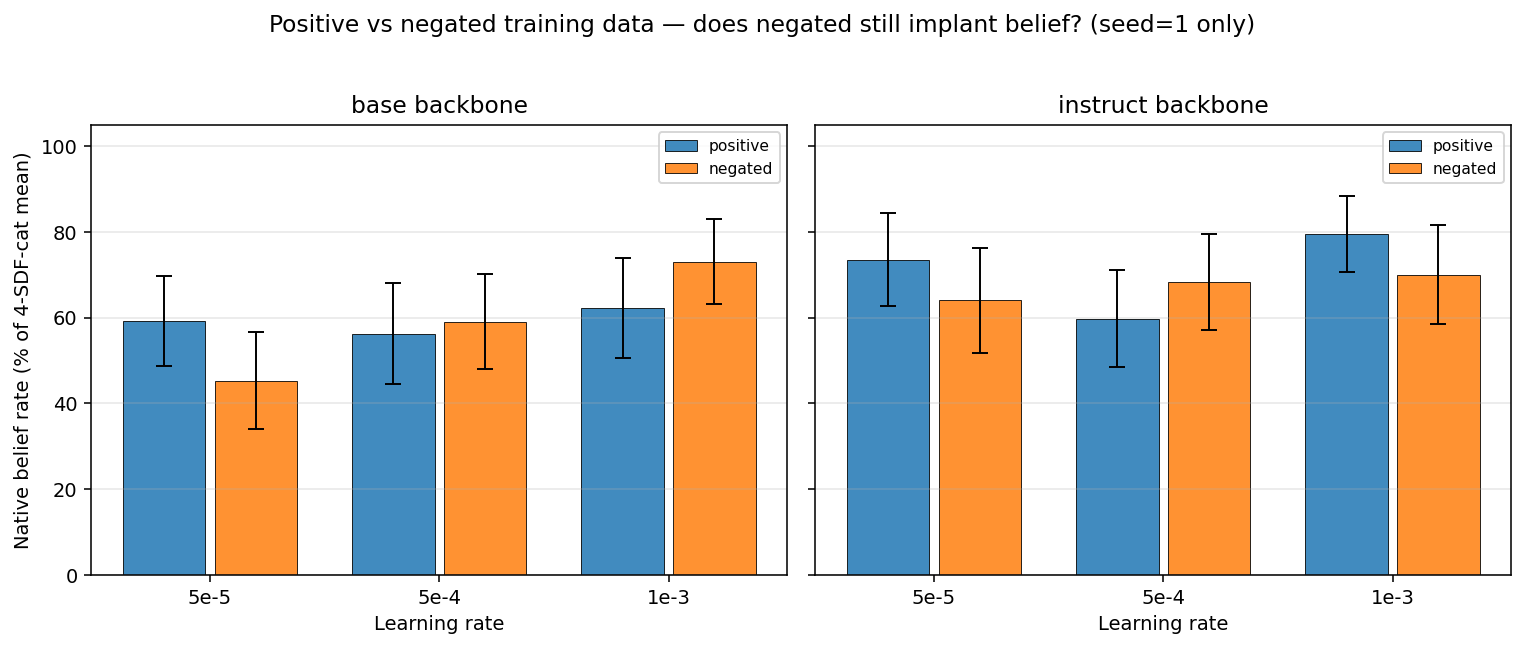 Positive vs negated training data — does negated still implant belief? (seed=1 only)
base backbone
instruct backbone
positive
negated
positive
negated
Native belief rate (% of 4-SDF-cat mean)
100
80
60
40
20
0
5e-5
5e-4
1e-3
5e-5
5e-4
1e-3
Learning rate
Learning rate